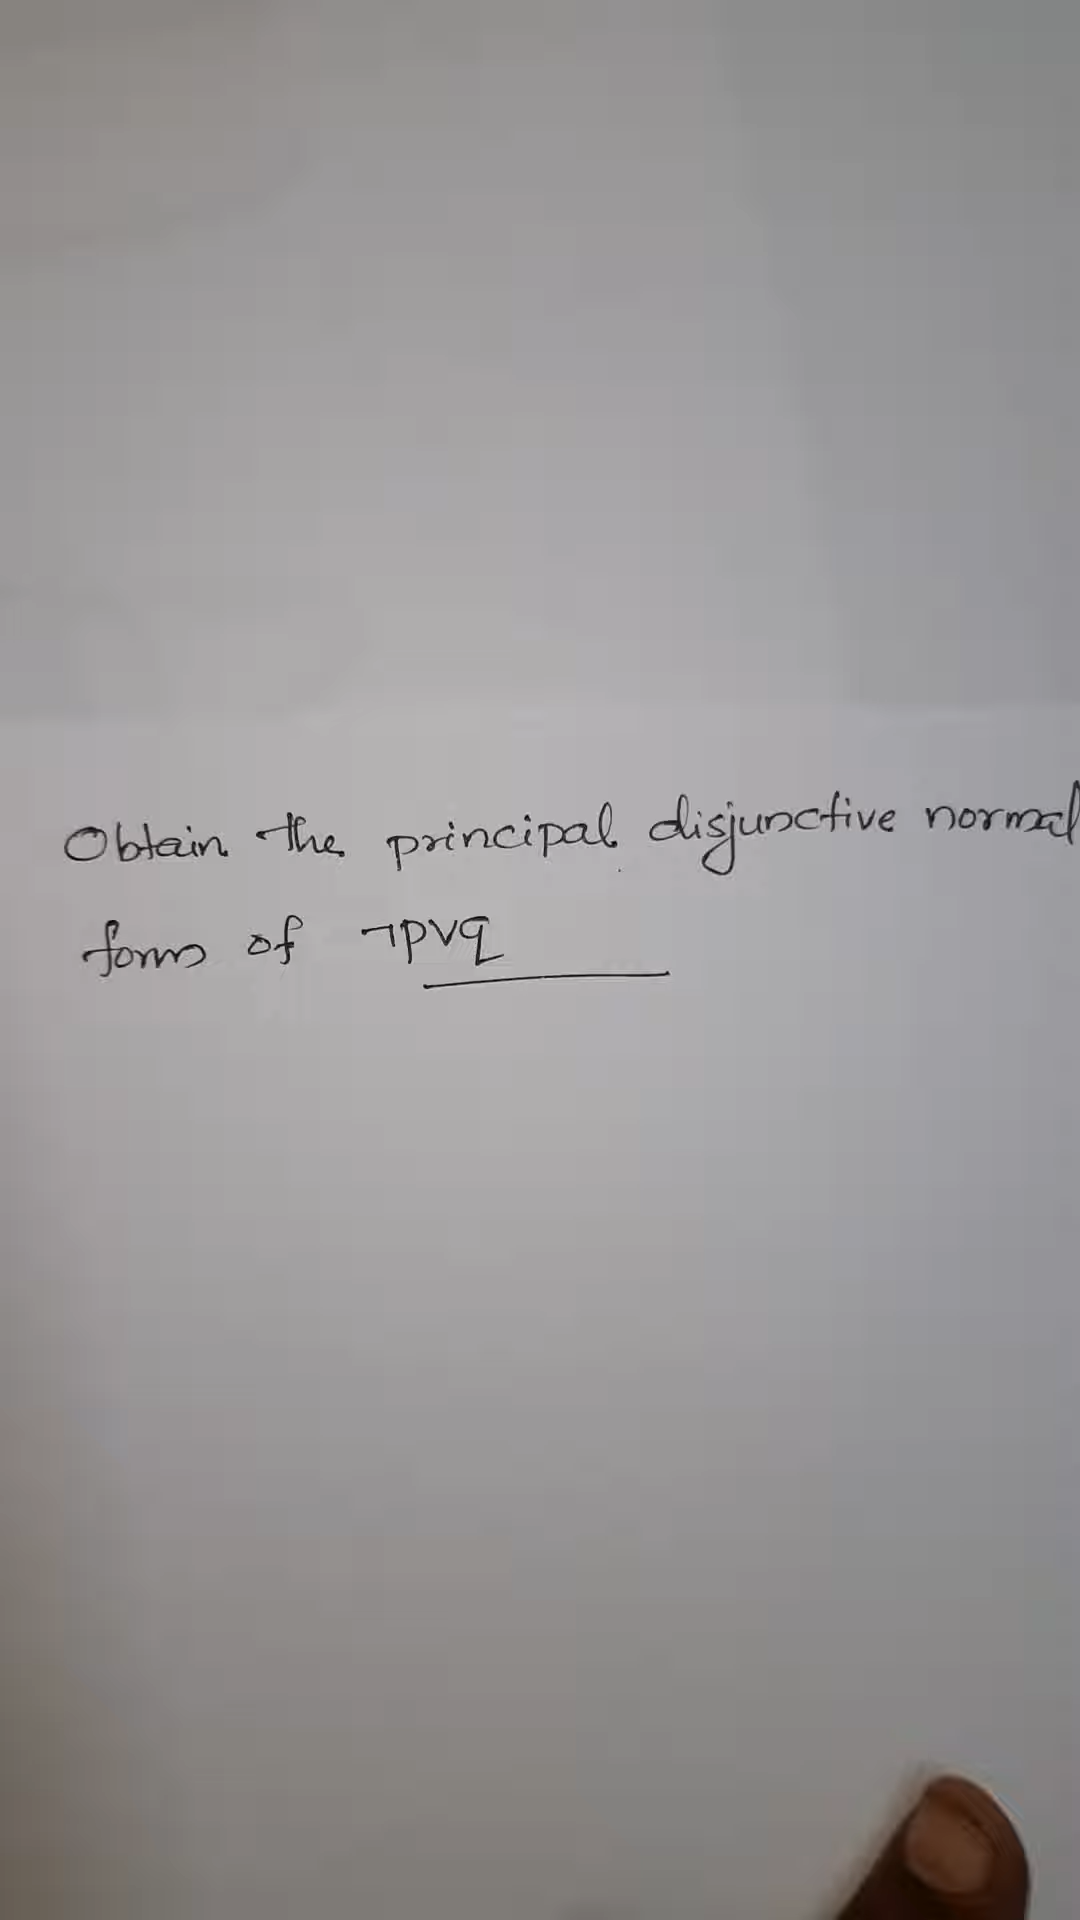 Obtain the principal disjunctive normal
form of ¬p∨q